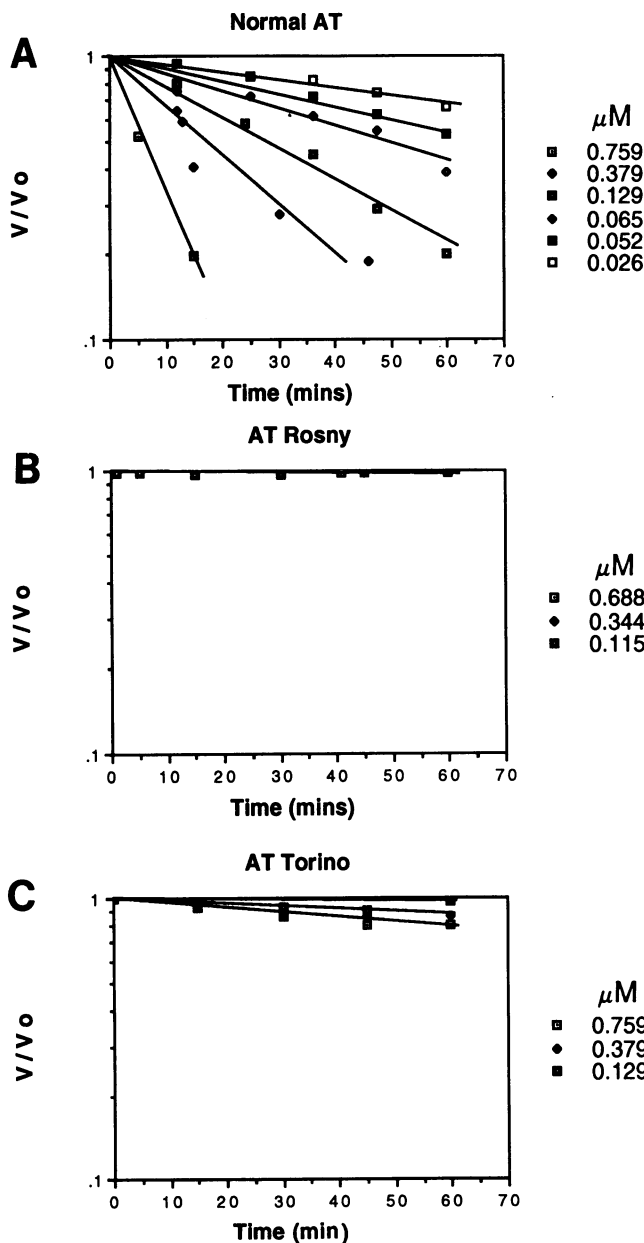 A
Normal AT
1
V/Vo
.1
0 10 20 30 40 50 60 70
Time (mins)
μM
0.759
0.379
0.129
0.065
0.052
0.026
B
AT Rosny
1
V/Vo
.1
0 10 20 30 40 50 60 70
Time (mins)
μM
0.688
0.344
0.115
C
AT Torino
1
V/Vo
.1
0 10 20 30 40 50 60 70
Time (min)
μM
0.759
0.379
0.129